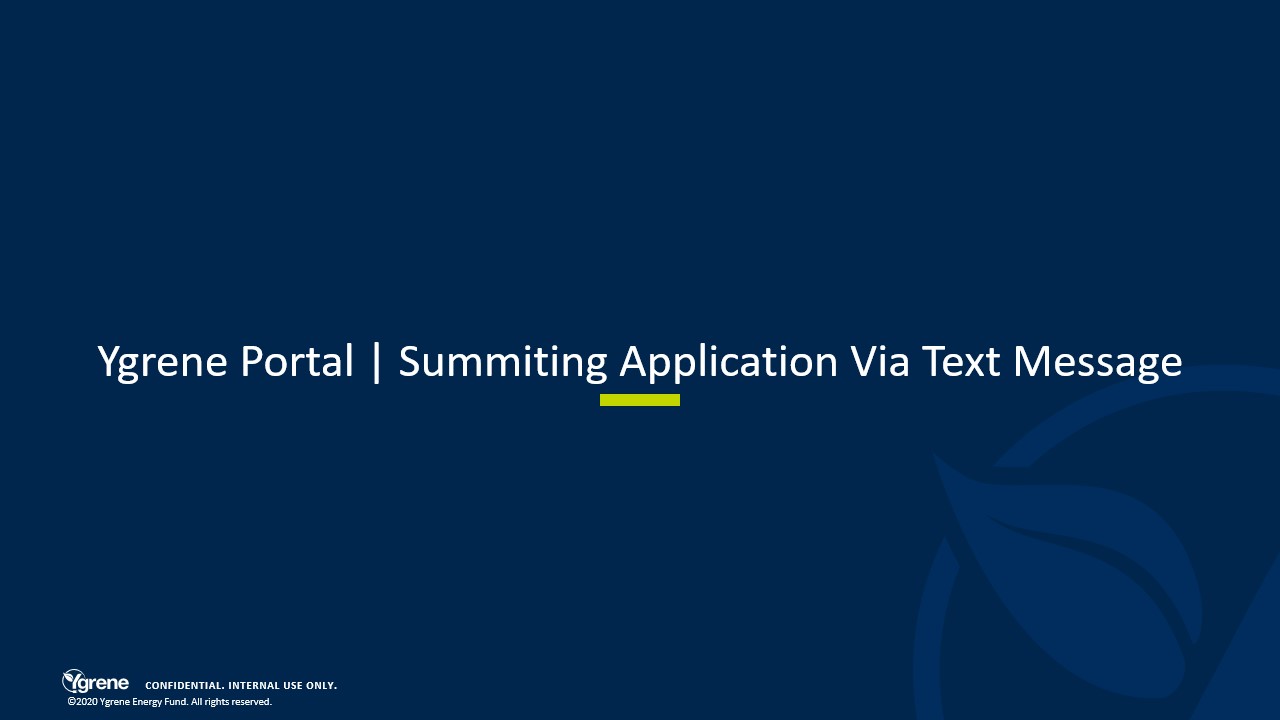 Ygrene Portal | Summiting Application Via Text Message
Ygrene CONFIDENTIAL. INTERNAL USE ONLY.
©2020 Ygrene Energy Fund. All rights reserved.